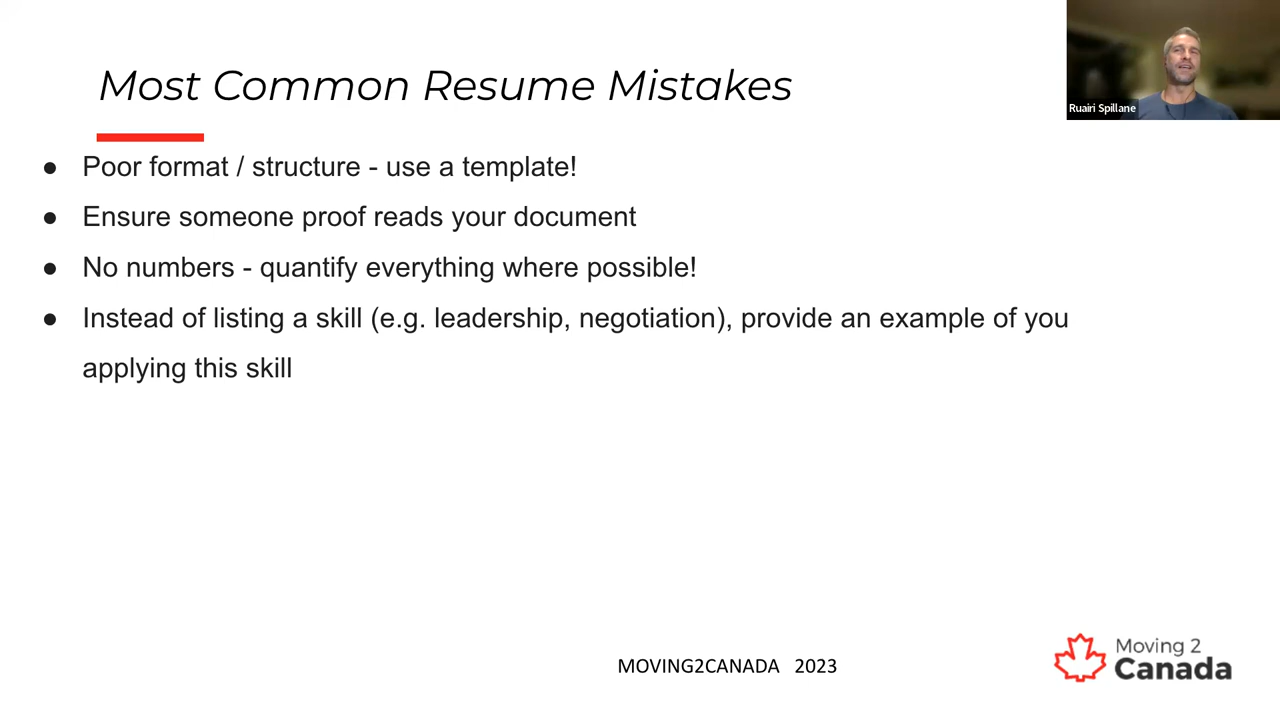 Most Common Resume Mistakes
Ruairi Spillane
● Poor format / structure - use a template!
● Ensure someone proof reads your document
● No numbers - quantify everything where possible!
● Instead of listing a skill (e.g. leadership, negotiation), provide an example of you
applying this skill
MOVING2CANADA 2023
Moving 2
Canada